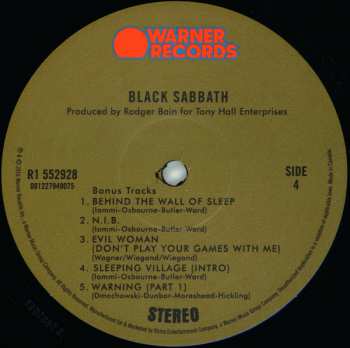 WARNER
RECORDS
BLACK SABBATH
Produced by Rodger Bain for Tony Hall Enterprises
R1 552928
081227940075
SIDE
4
Bonus Tracks
1. BEHIND THE WALL OF SLEEP
(Iommi-Osbourne-Butler-Ward)
2. N.I.B.
(Iommi-Osbourne-Butler-Ward)
3. EVIL WOMAN
(DON'T PLAY YOUR GAMES WITH ME)
(Wagner/Wiegand/Wiegand)
4. SLEEPING VILLAGE (INTRO)
(Iommi-Osbourne-Butler-Ward)
5. WARNING (PART 1)
(Dmochowski-Dunbar-Moreshead-Hickling)
STEREO